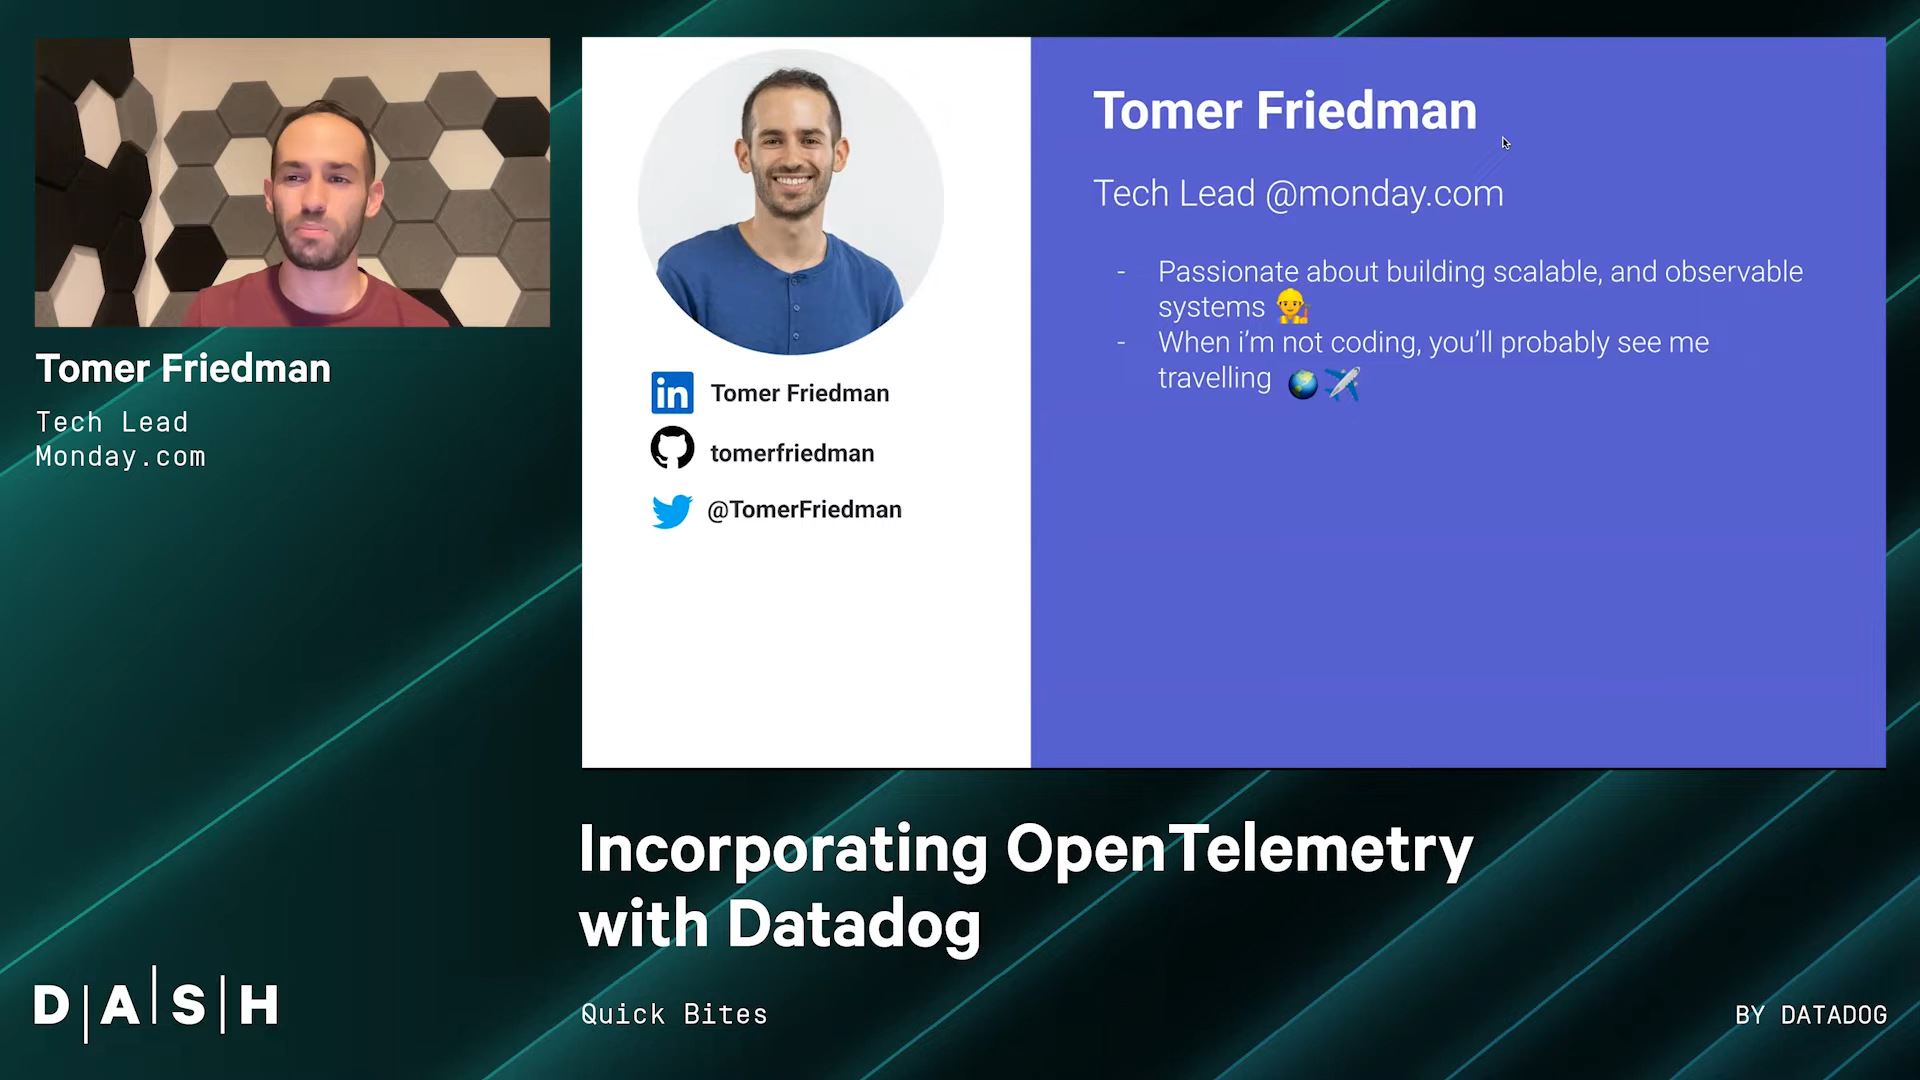 Tomer Friedman
Tech Lead
Monday.com
in Tomer Friedman
tomerfriedman
@TomerFriedman
Tomer Friedman
Tech Lead @monday.com
- Passionate about building scalable, and observable
systems 👷
- When i’m not coding, you’ll probably see me
travelling 🌍✈️
Incorporating OpenTelemetry
with Datadog
D|A|S|H
Quick Bites
BY DATADOG